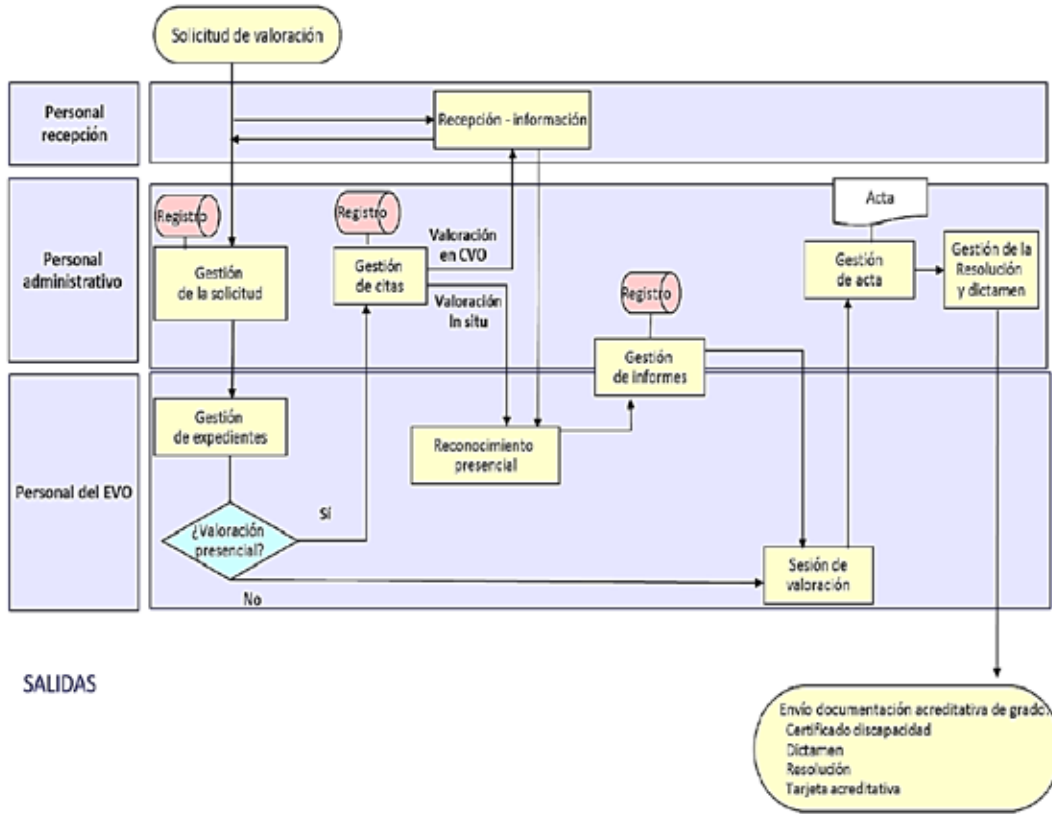 Solicitud de valoración
Personal
recepción
Recepción - información
Personal
administrativo
Registro
Gestión
de la solicitud
Registro
Gestión
de citas
Valoración
en CVO
Valoración
In situ
Registro
Gestión
de informes
Acta
Gestión
de acta
Gestión de la
Resolución
y dictamen
Personal del EVO
Gestión
de expedientes
¿Valoración
presencial?
Sí
No
Reconocimiento
presencial
Sesión de
valoración
SALIDAS
Envío documentación acreditativa de grado:
Certificado discapacidad
Dictamen
Resolución
Tarjeta acreditativa